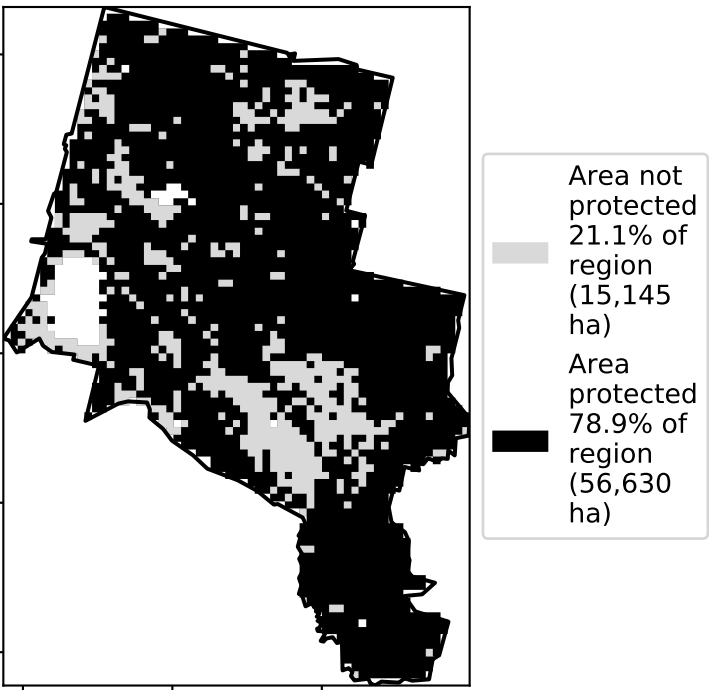 Area not
protected
21.1% of
region
(15,145
ha)
Area
protected
78.9% of
region
(56,630
ha)